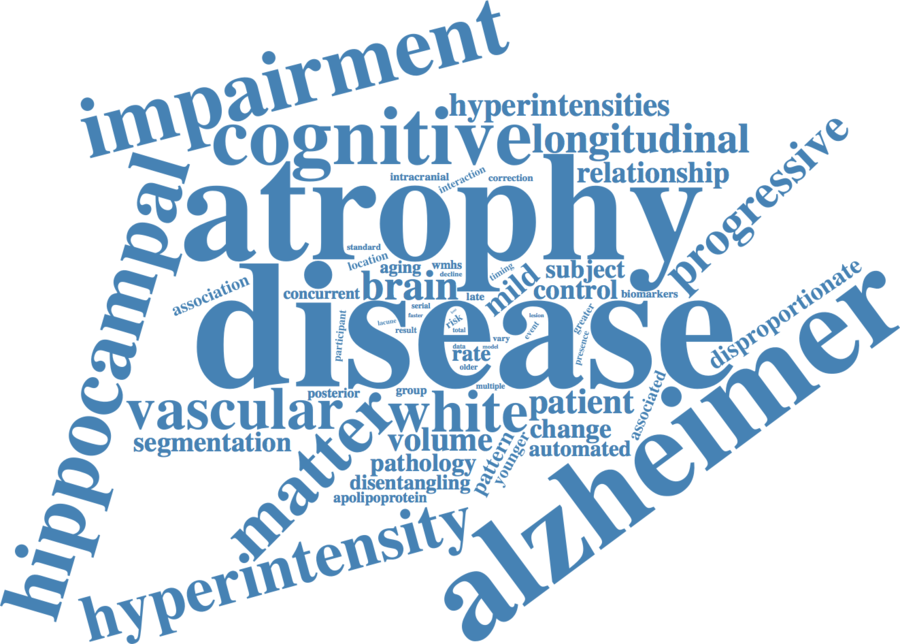 impairment
cognitive
hyperintensities
longitudinal
relationship
progressive
hippocampal
atrophy
intracranial
interaction
correction
standard
location
aging
wmhs
decline
timing
subject
association
concurrent
brain
late
mild
control
biomarkers
disease
disproportionate
alzheimer
participant
serial
faster
lacune
result
risk
total
vary
event
lesion
greater
presence
data
model
rate
older
multiple
group
posterior
vascular
segmentation
matter
white
volume
patient
change
automated
associated
pattern
younger
pathology
disentangling
apolipoprotein
hyperintensity